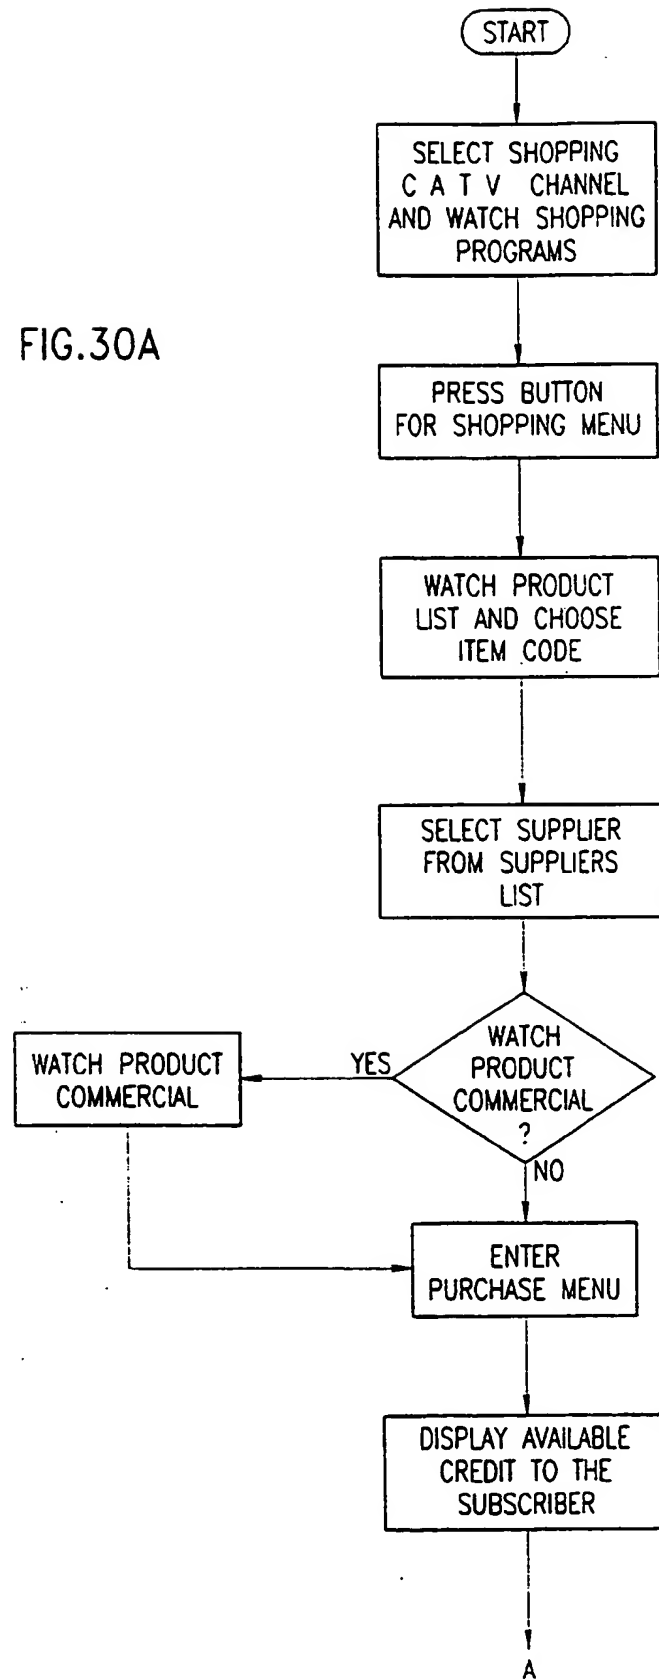 START
SELECT SHOPPING
C A T V CHANNEL
AND WATCH SHOPPING
PROGRAMS
FIG.30A
PRESS BUTTON
FOR SHOPPING MENU
WATCH PRODUCT
LIST AND CHOOSE
ITEM CODE
SELECT SUPPLIER
FROM SUPPLIERS
LIST
WATCH
PRODUCT
COMMERCIAL
?
YES
WATCH PRODUCT
COMMERCIAL
NO
ENTER
PURCHASE MENU
DISPLAY AVAILABLE
CREDIT TO THE
SUBSCRIBER
A